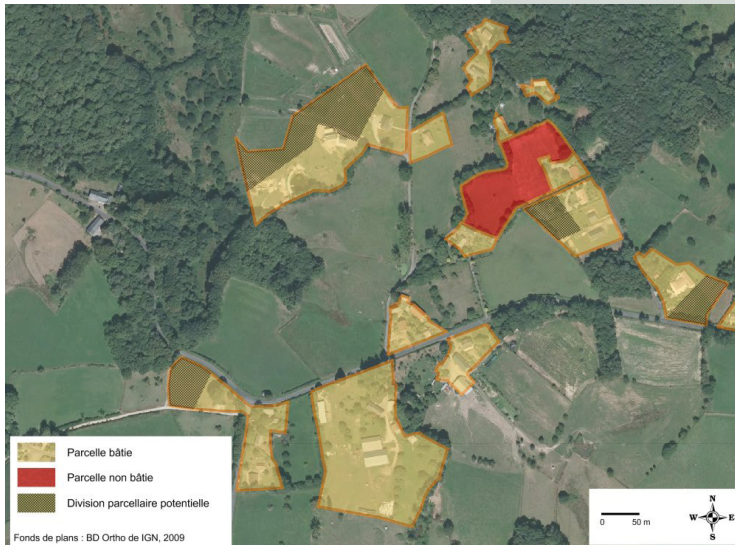 Parcelle bâtie
Parcelle non bâtie
Division parcellaire potentielle
Fonds de plans : BD Ortho de IGN, 2009
0 50 m
N
W E
S